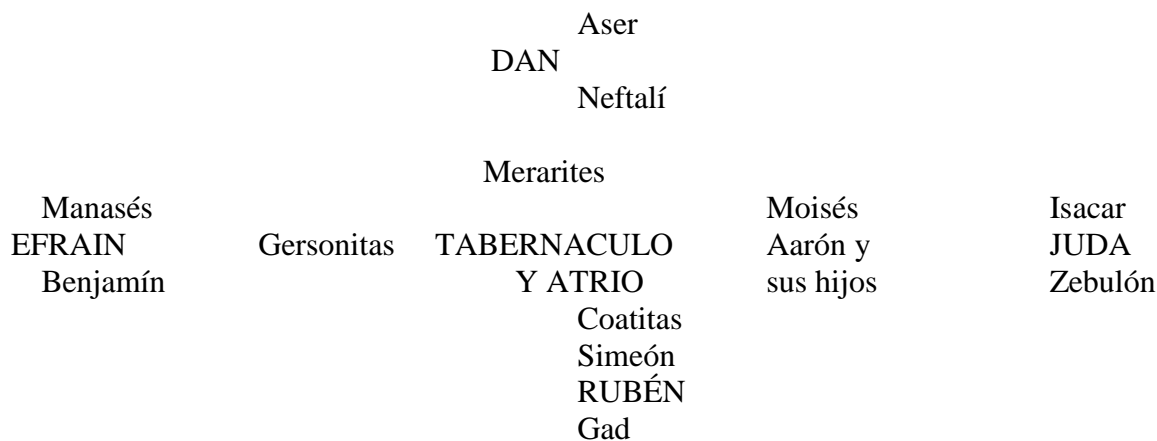 Aser
DAN
Neftalí
Merarites
Manasés Moisés Isacar
EFRAIN Gersonitas TABERNACULO Aarón y JUDA
Benjamín Y ATRIO sus hijos Zebulón
Coatitas
Simeón
RUBÉN
Gad